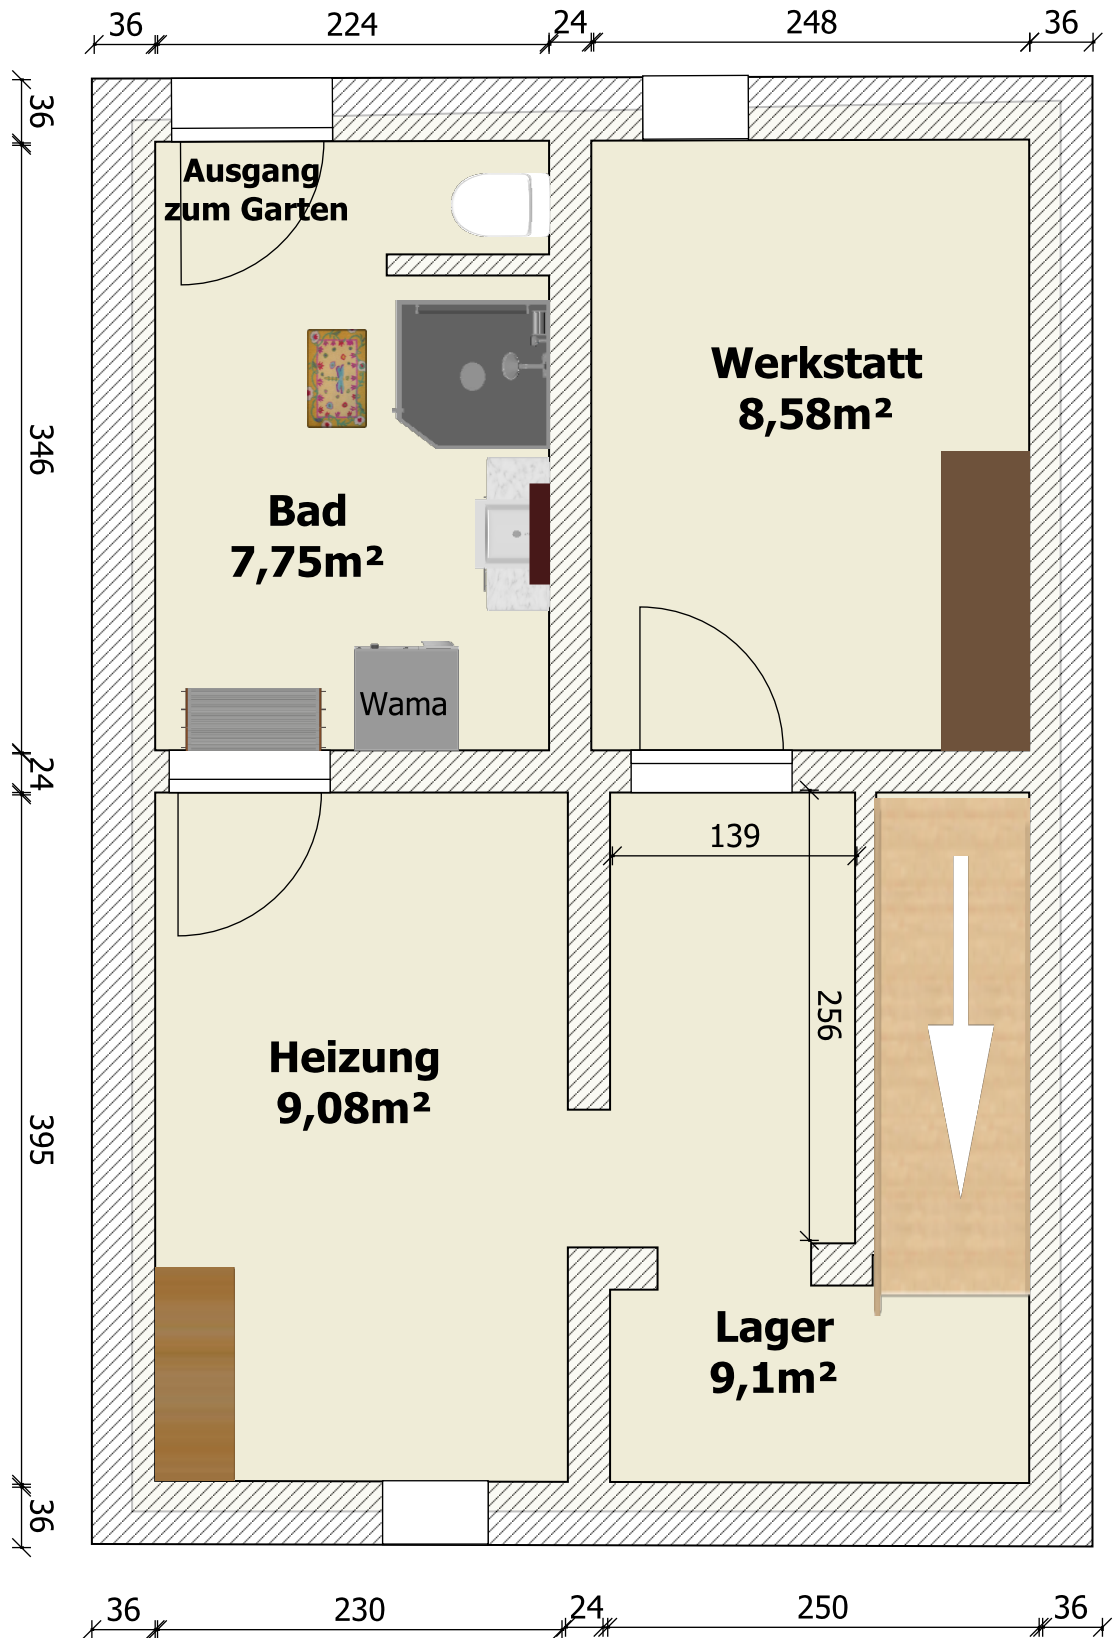 36 224 24 248 36
36
Ausgang
zum Garten
Werkstatt
8,58m²
346
Bad
7,75m²
Wama
24
139
256
Heizung
9,08m²
395
Lager
9,1m²
36
36 230 24 250 36